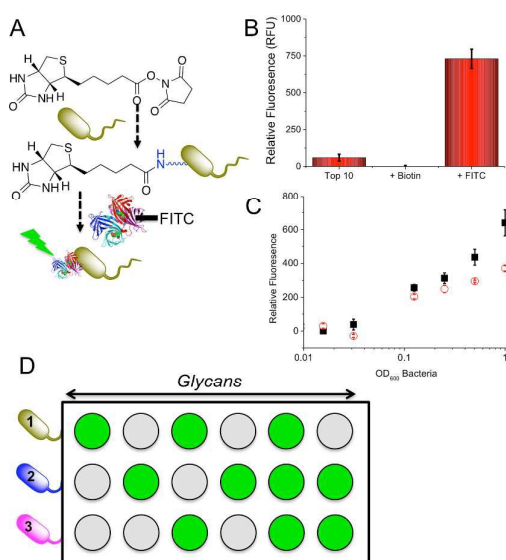 A
H
S
H
HN
O
N
O
O
O
NH
O
H
S
H
H
N
HN
O
NH
O
FITC
B
Relative Fluoresence (RFU)
1000
750
500
250
0
Top 10
+ Biotin
+ FITC
C
Relative Fluoresence
800
600
400
200
0
0.01
0.1
1
OD600 Bacteria
D
Glycans
1
2
3